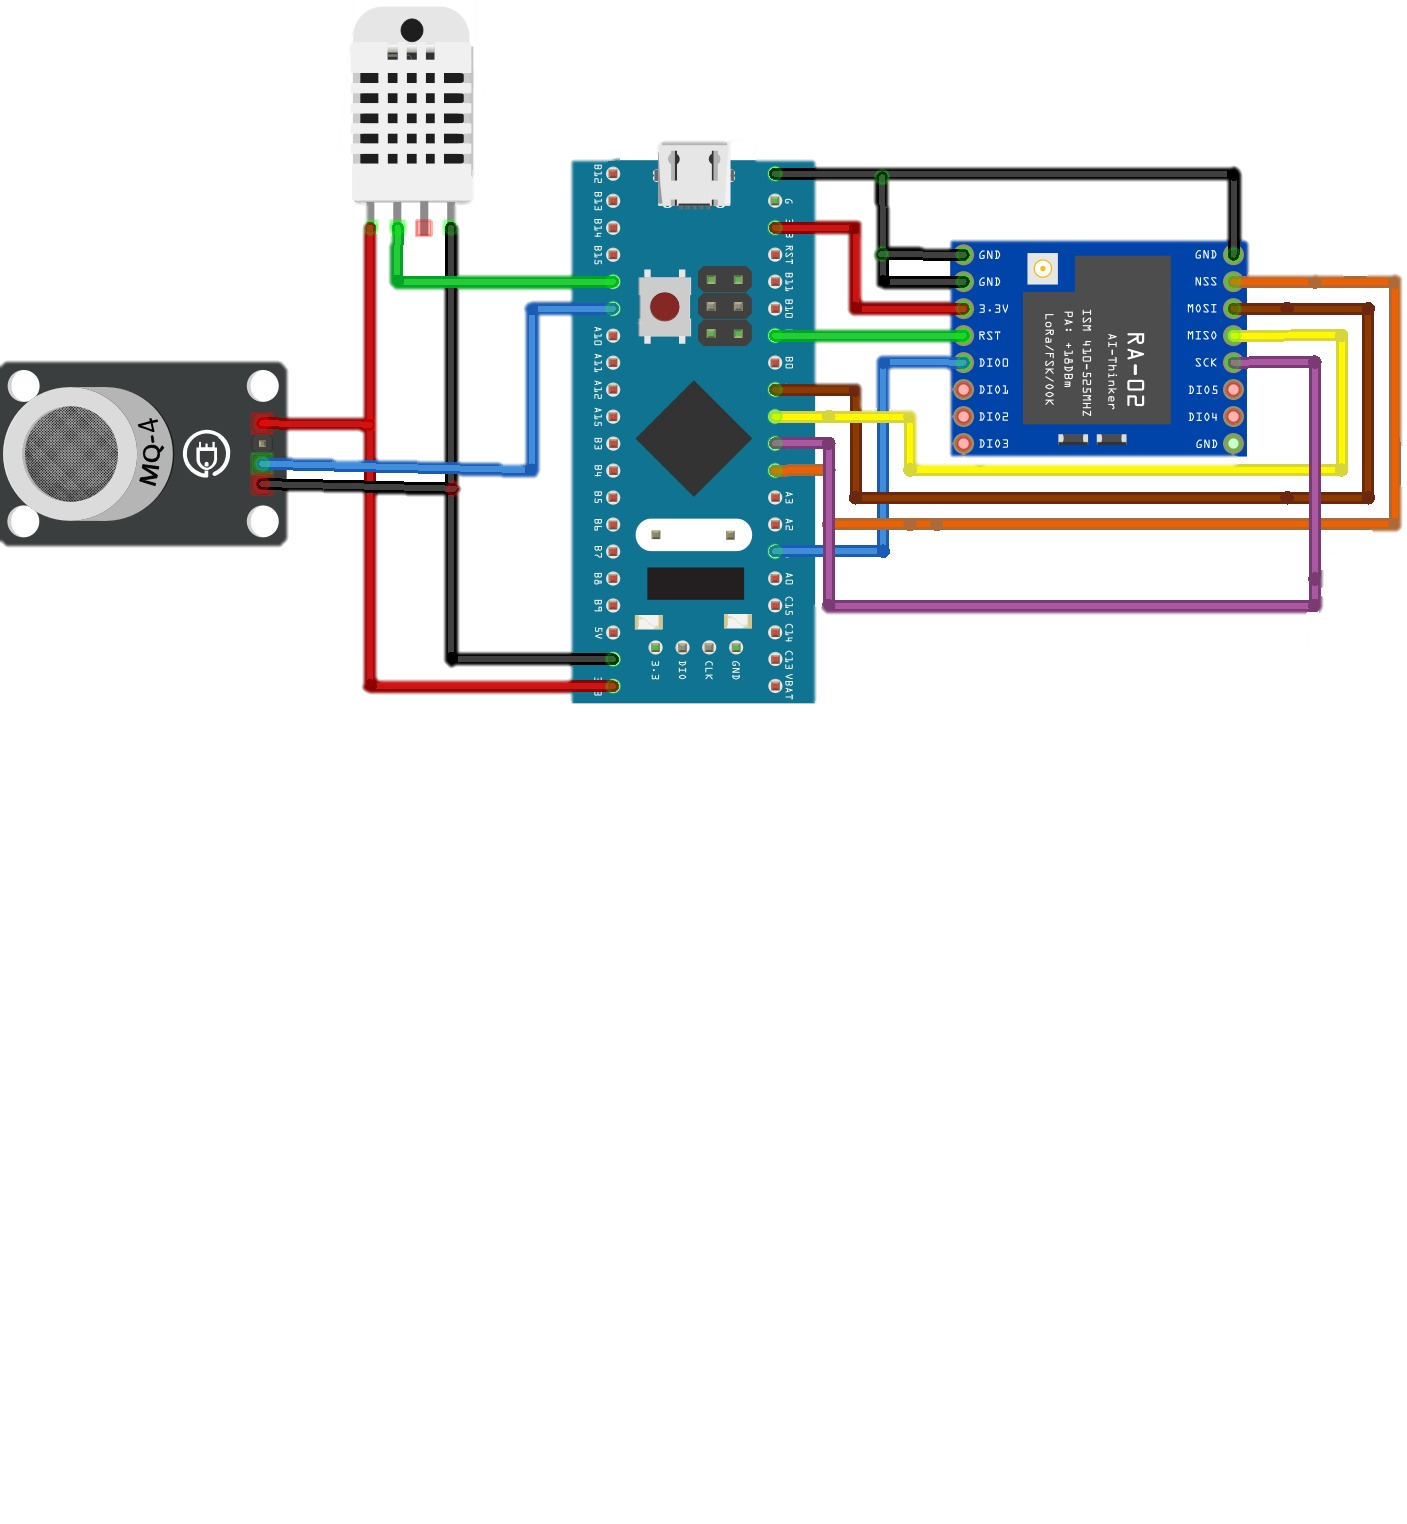 B12
B13
B14
B15
A10
A11
A12
A15
B3
B4
B5
B6
B7
B8
B9
5V
G
RST
B11
B10
B0
A3
A2
A0
C15
C14
C13
VBAT
3.3
DIO
CLK
GND
MQ-4
GND
GND
3.3V
RST
DIO0
DIO1
DIO2
DIO3
RA-02
AI-Thinker
ISM 410-525MHZ
PA: +18DBm
LoRa/FSK/OOK
GND
NSS
MOSI
MISO
SCK
DIO5
DIO4
GND